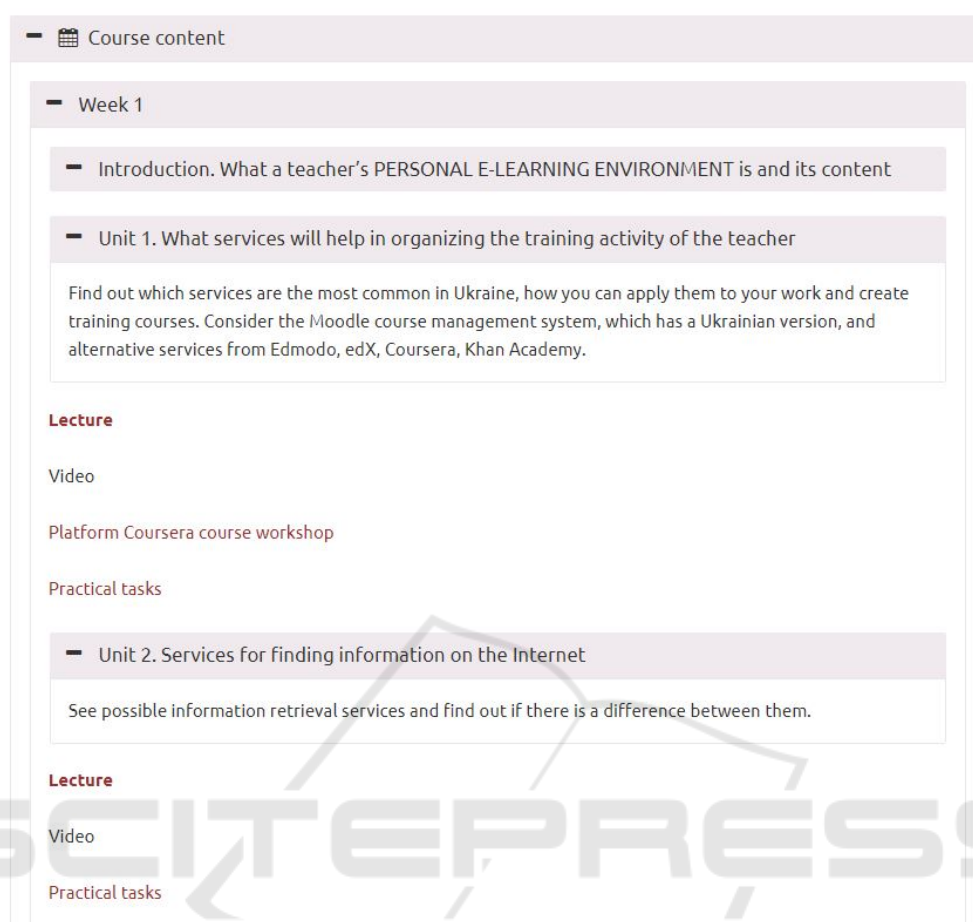 Course content
Week 1
Introduction. What a teacher's PERSONAL E-LEARNING ENVIRONMENT is and its content
Unit 1. What services will help in organizing the training activity of the teacher
Find out which services are the most common in Ukraine, how you can apply them to your work and create
training courses. Consider the Moodle course management system, which has a Ukrainian version, and
alternative services from Edmodo, edX, Coursera, Khan Academy.
Lecture
Video
Platform Coursera course workshop
Practical tasks
Unit 2. Services for finding information on the Internet
See possible information retrieval services and find out if there is a difference between them.
Lecture
SCITEPRESS
Video
Practical tasks